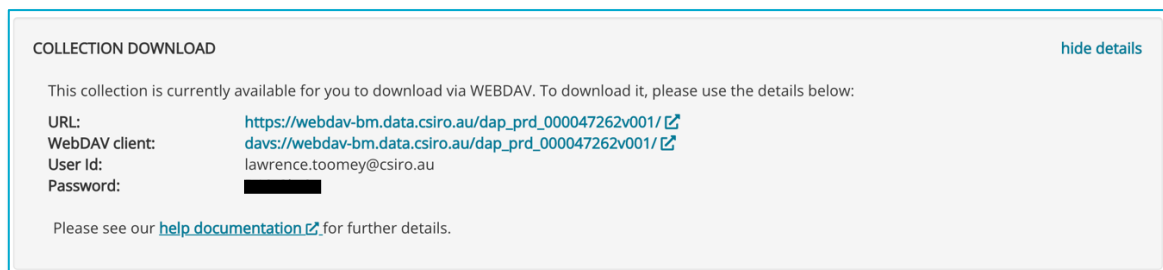 COLLECTION DOWNLOAD hide details
This collection is currently available for you to download via WEBDAV. To download it, please use the details below:
URL: https://webdav-bm.data.csiro.au/dap_prd_000047262v001/
WebDAV client: davs://webdav-bm.data.csiro.au/dap_prd_000047262v001/
User Id: lawrence.toomey@csiro.au
Password:
Please see our help documentation for further details.